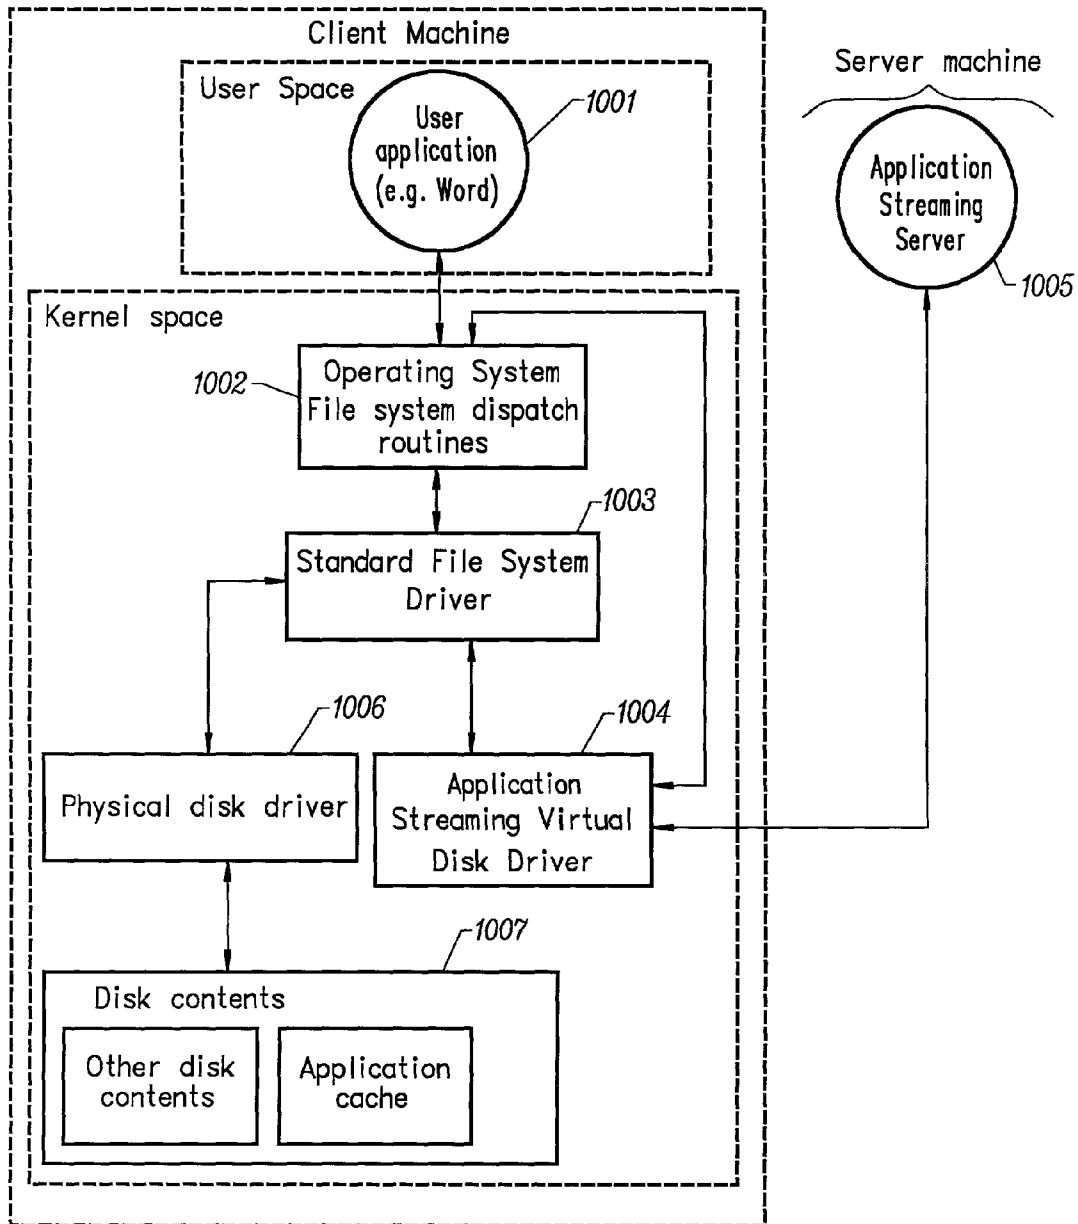 Client Machine
Server machine
User Space
1001
User
application
(e.g. Word)
Application
Streaming
Server
1005
Kernel space
1002
Operating System
File system dispatch
routines
1003
Standard File System
Driver
1006
1004
Physical disk driver
Application
Streaming Virtual
Disk Driver
1007
Disk contents
Other disk
contents
Application
cache